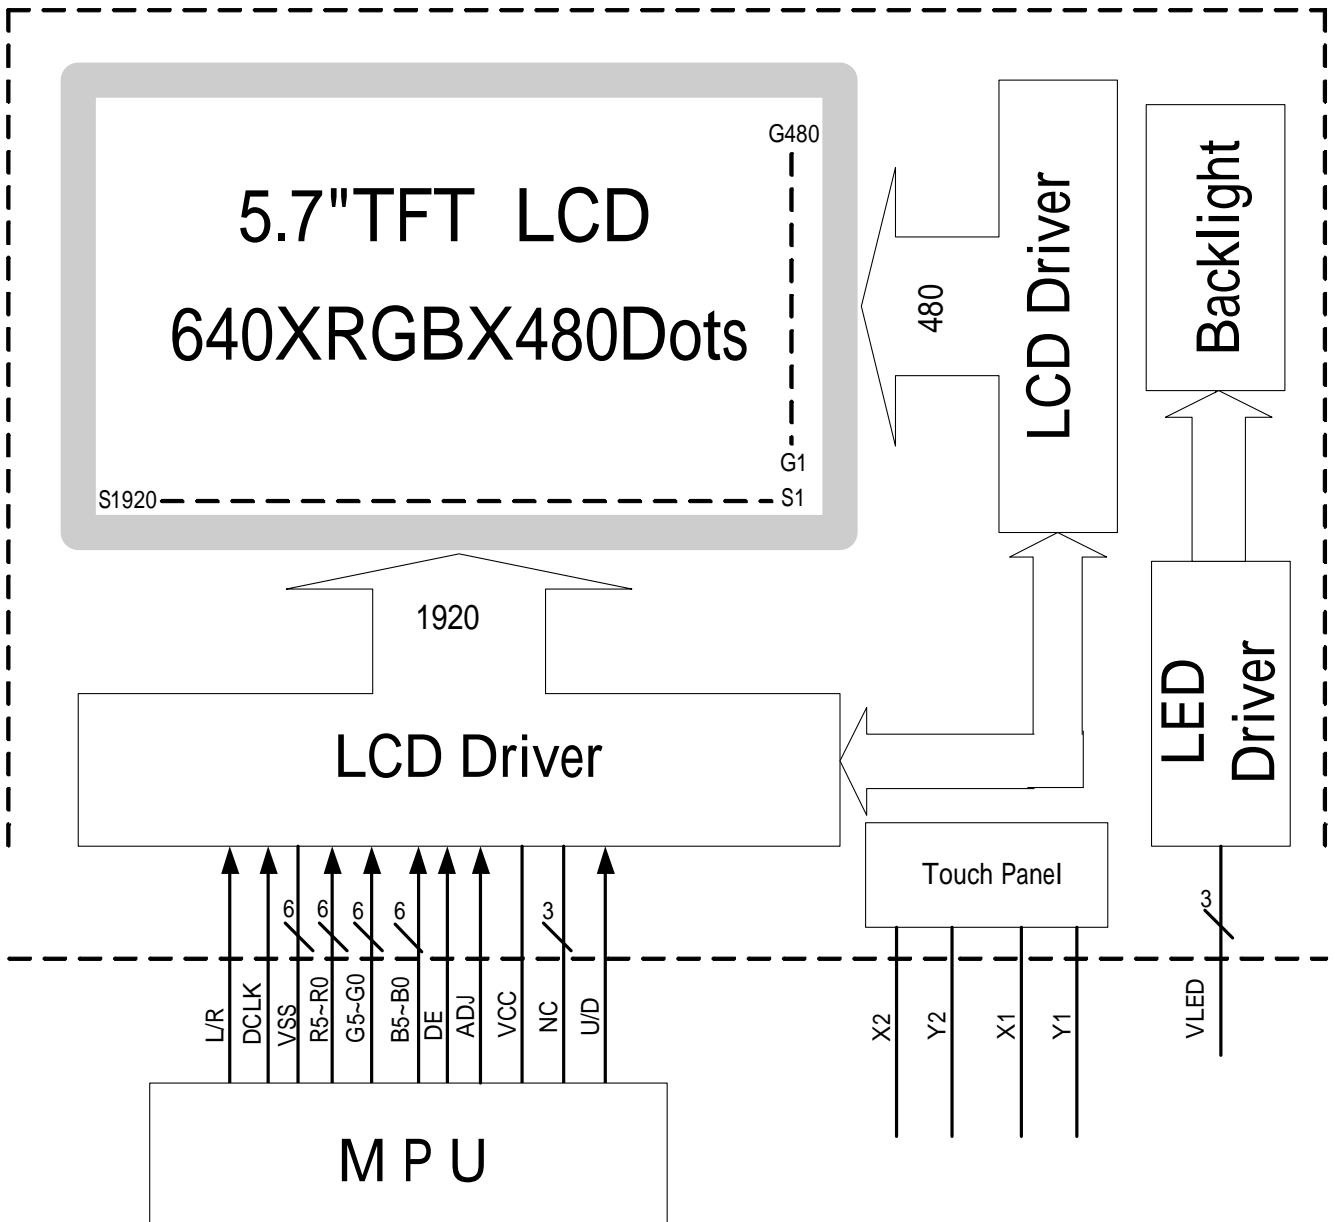 G480
5.7"TFT LCD
640XRGBX480Dots
G1
S1920
S1
480
LCD Driver
Backlight
1920
LCD Driver
LED
Driver
Touch Panel
6
6
6
6
3
3
L/R
DCLK
VSS
R5~R0
G5~G0
B5~B0
DE
ADJ
VCC
NC
U/D
X2
Y2
X1
Y1
VLED
M P U